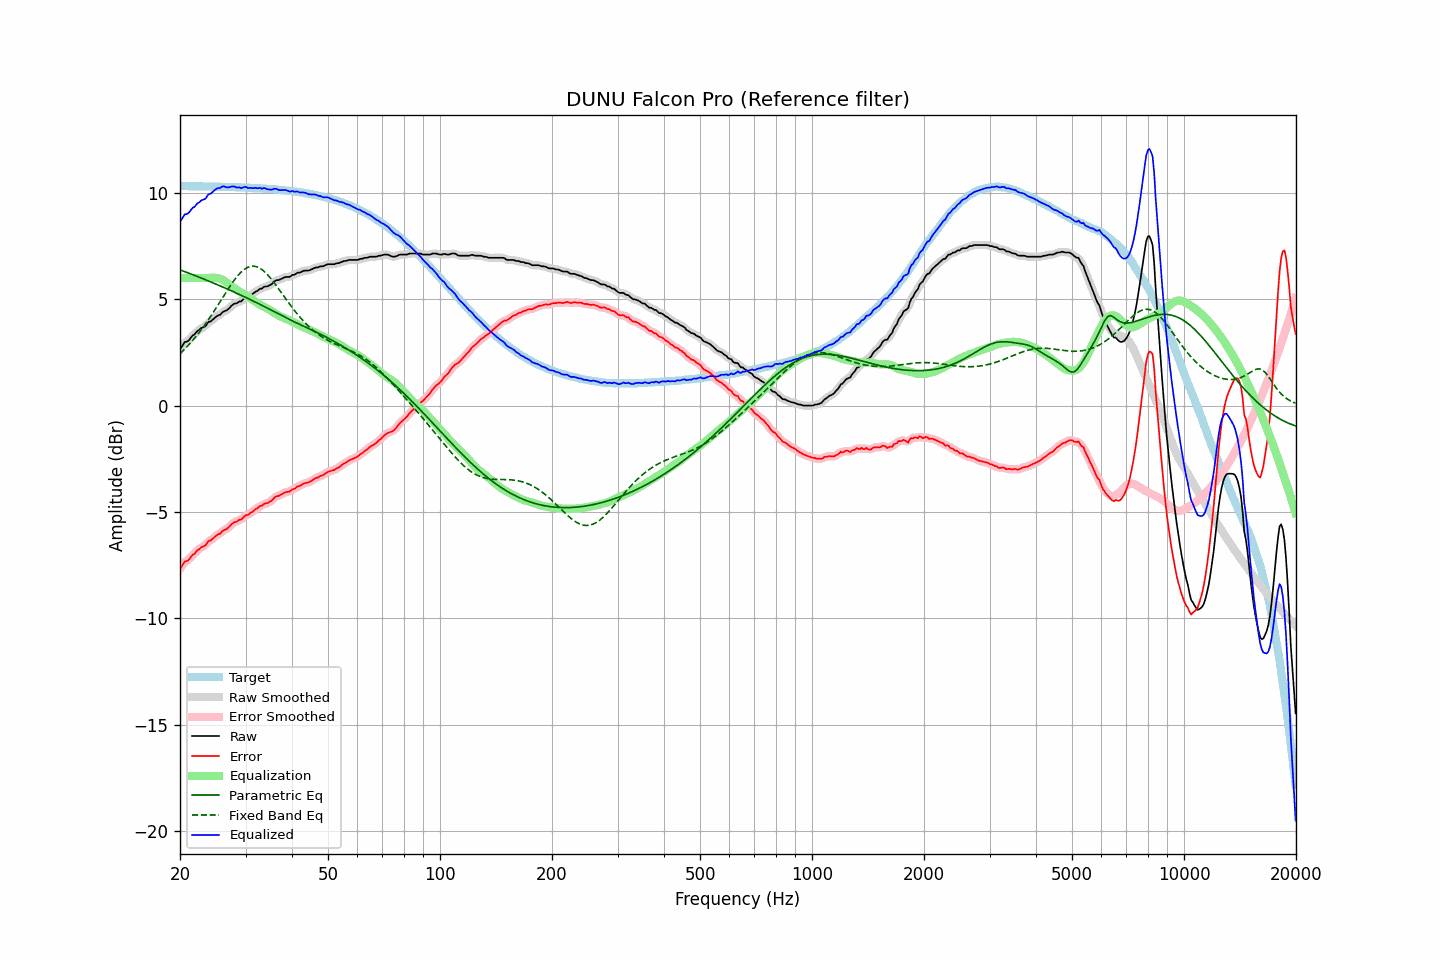 DUNU Falcon Pro (Reference filter)
10
5
0
−5
−10
−15
−20
Amplitude (dBr)
Target
Raw Smoothed
Error Smoothed
Raw
Error
Equalization
Parametric Eq
Fixed Band Eq
Equalized
20 50 100 200 500 1000 2000 5000 10000 20000
Frequency (Hz)